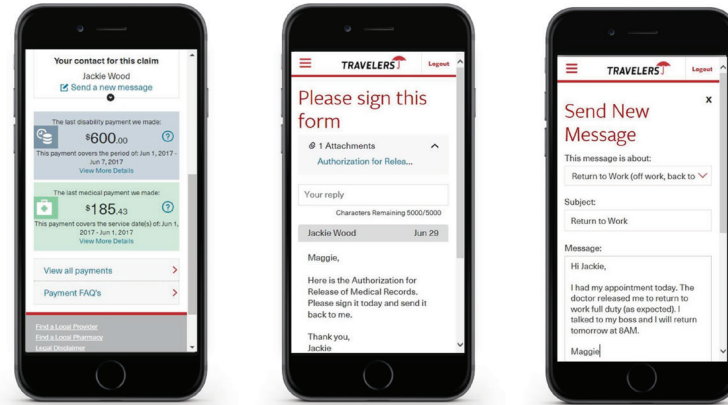 Your contact for this claim
Jackie Wood
Send a new message
The last disability payment we made:
$600.00
This payment covers the period of: Jun 1, 2017 -
Jun 7, 2017
View More Details
The last medical payment we made:
$185.43
This payment covers the service date(s) of: Jun 1,
2017 - Jun 1, 2017
View More Details
View all payments
Payment FAQ's
Find a Local Provider
Find a Local Pharmacy
Legal Disclaimer
TRAVELERS
Logout
Please sign this
form
1 Attachments
Authorization for Relea...
Your reply
Characters Remaining 5000/5000
Jackie Wood Jun 29
Maggie,
Here is the Authorization for
Release of Medical Records.
Please sign it today and send it
back to me.
Thank you,
Jackie
TRAVELERS
Logout
x
Send New
Message
This message is about:
Return to Work (off work, back to
Subject:
Return to Work
Message:
Hi Jackie,
I had my appointment today. The
doctor released me to return to
work full duty (as expected). I
talked to my boss and I will return
tomorrow at 8AM.
Maggie